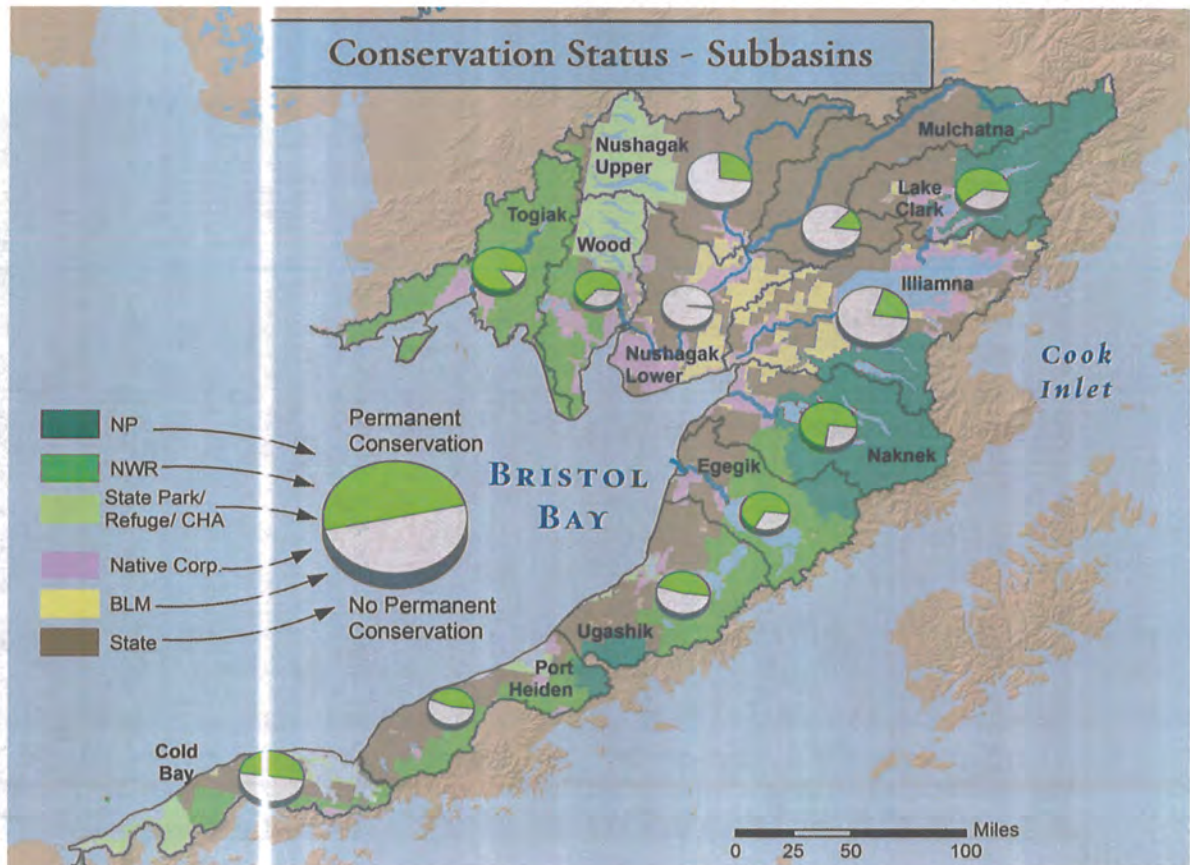 Conservation Status - Subbasins
Mulchatna
Nushagak
Upper
Lake
Clark
Togiak
Wood
Illiamna
Nushagak
Lower
Cook
Inlet
NP
NWR
State Park/
Refuge/ CHA
Native Corp.
BLM
State
Permanent
Conservation
No Permanent
Conservation
BRISTOL
BAY
Egegik
Naknek
Ugashik
Port
Heiden
Cold
Bay
Miles
0 25 50 100